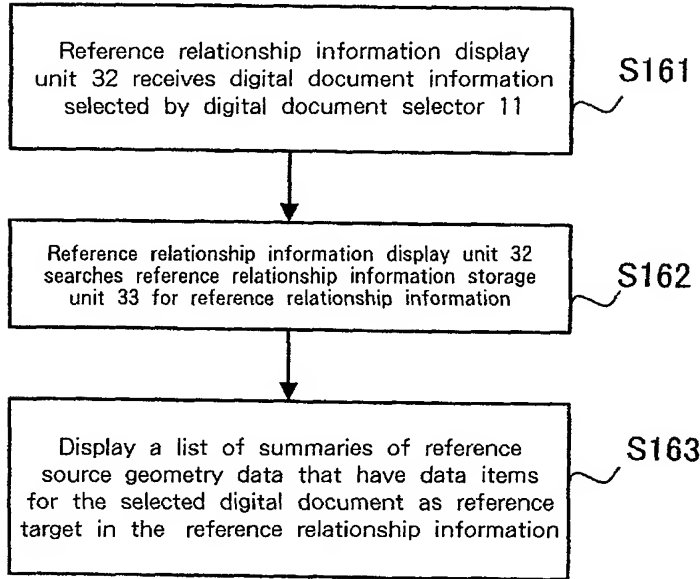 Reference relationship information display
unit 32 receives digital document information
selected by digital document selector 11
S161
Reference relationship information display unit 32
searches reference relationship information storage
unit 33 for reference relationship information
S162
Display a list of summaries of reference
source geometry data that have data items
for the selected digital document as reference
target in the reference relationship information
S163